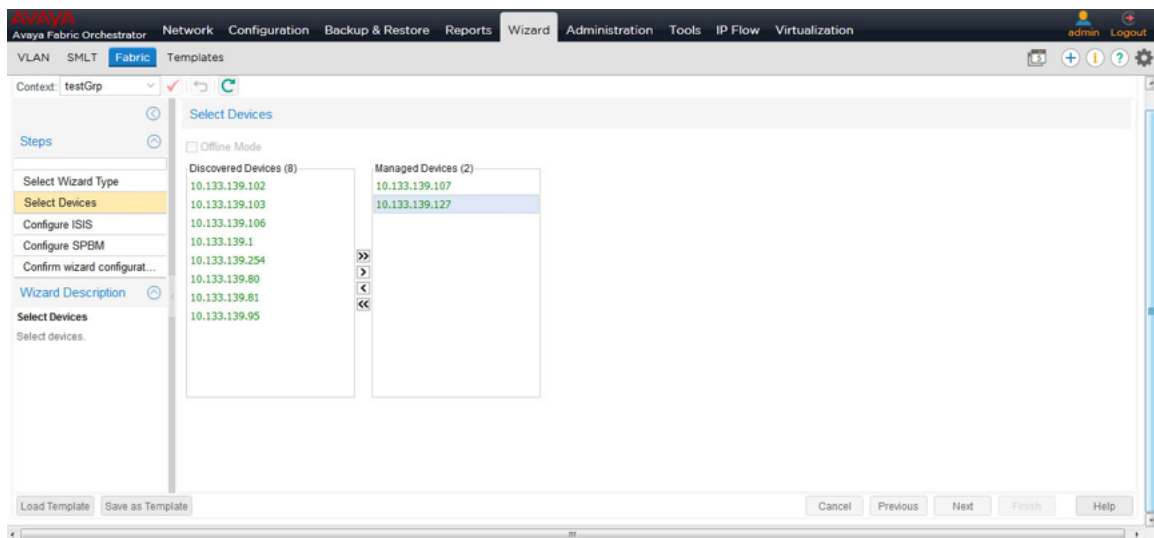 AVAYA
Avaya Fabric Orchestrator Network Configuration Backup & Restore Reports Wizard Administration Tools IP Flow Virtualization admin Logout
VLAN SMLT Fabric Templates
Context: testGrp
Select Devices
Steps
Offline Mode
Discovered Devices (8) Managed Devices (2)
Select Wizard Type 10.133.139.102 10.133.139.107
Select Devices 10.133.139.103 10.133.139.127
Configure ISIS 10.133.139.106
Configure SPBM 10.133.139.1
Confirm wizard configurat... 10.133.139.254
10.133.139.80
Wizard Description 10.133.139.81
Select Devices 10.133.139.95
Select devices.
Load Template Save as Template Cancel Previous Next Finish Help